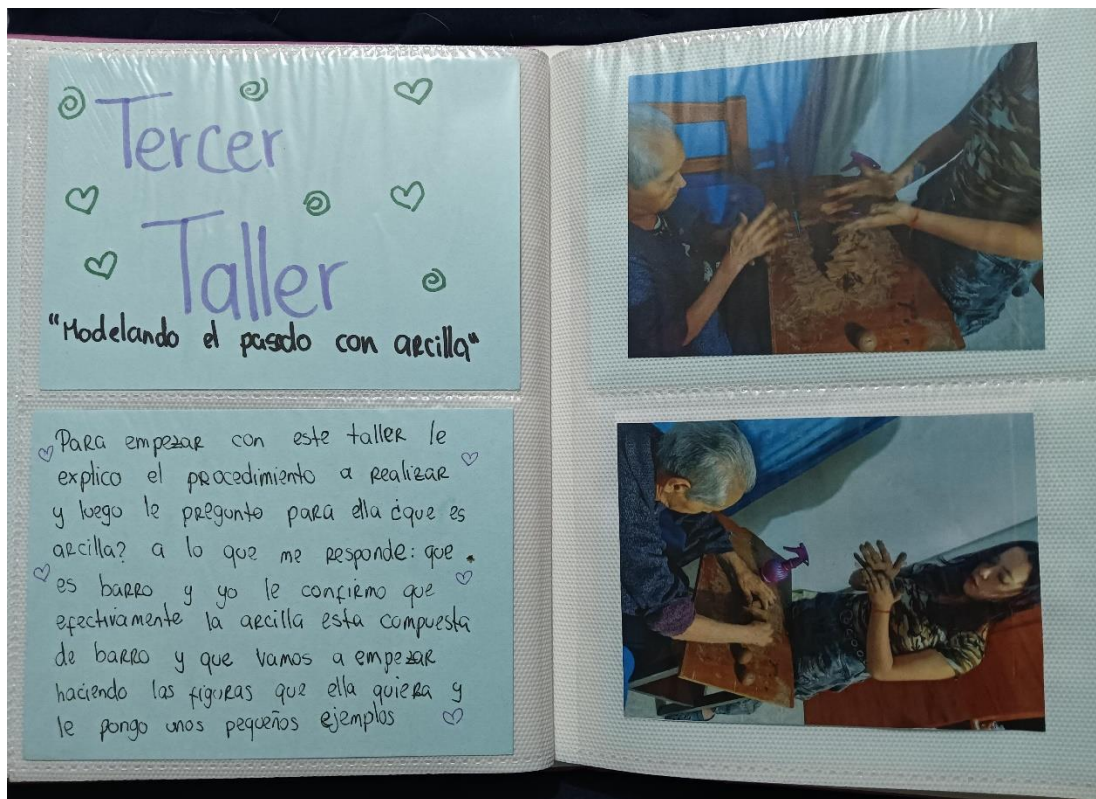 Tercer
Taller
"Modelando el pasado con arcilla"
Para empezar con este taller le
explico el procedimiento a realizar
y luego le pregunto para ella ¿que es
arcilla? a lo que me responde: que
es barro y yo le confirmo que
efectivamente la arcilla esta compuesta
de barro y que vamos a empezar
haciendo las figuras que ella quiera y
le pongo unos pequeños ejemplos